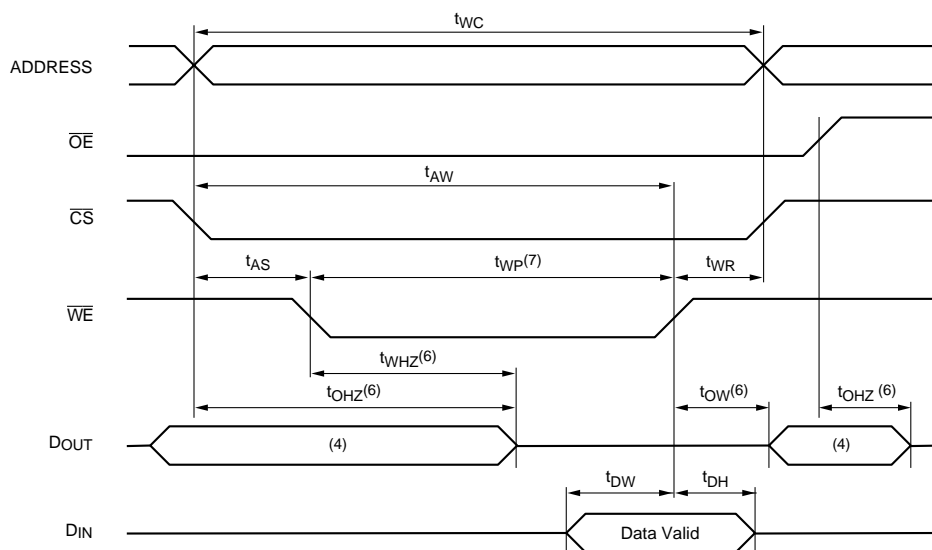 tWC
ADDRESS
OE
tAW
CS
tAS tWP(7) tWR
WE
tWHZ(6)
tOHZ(6) tOW(6) tOHZ (6)
DOUT (4) (4)
tDW tDH
DIN Data Valid